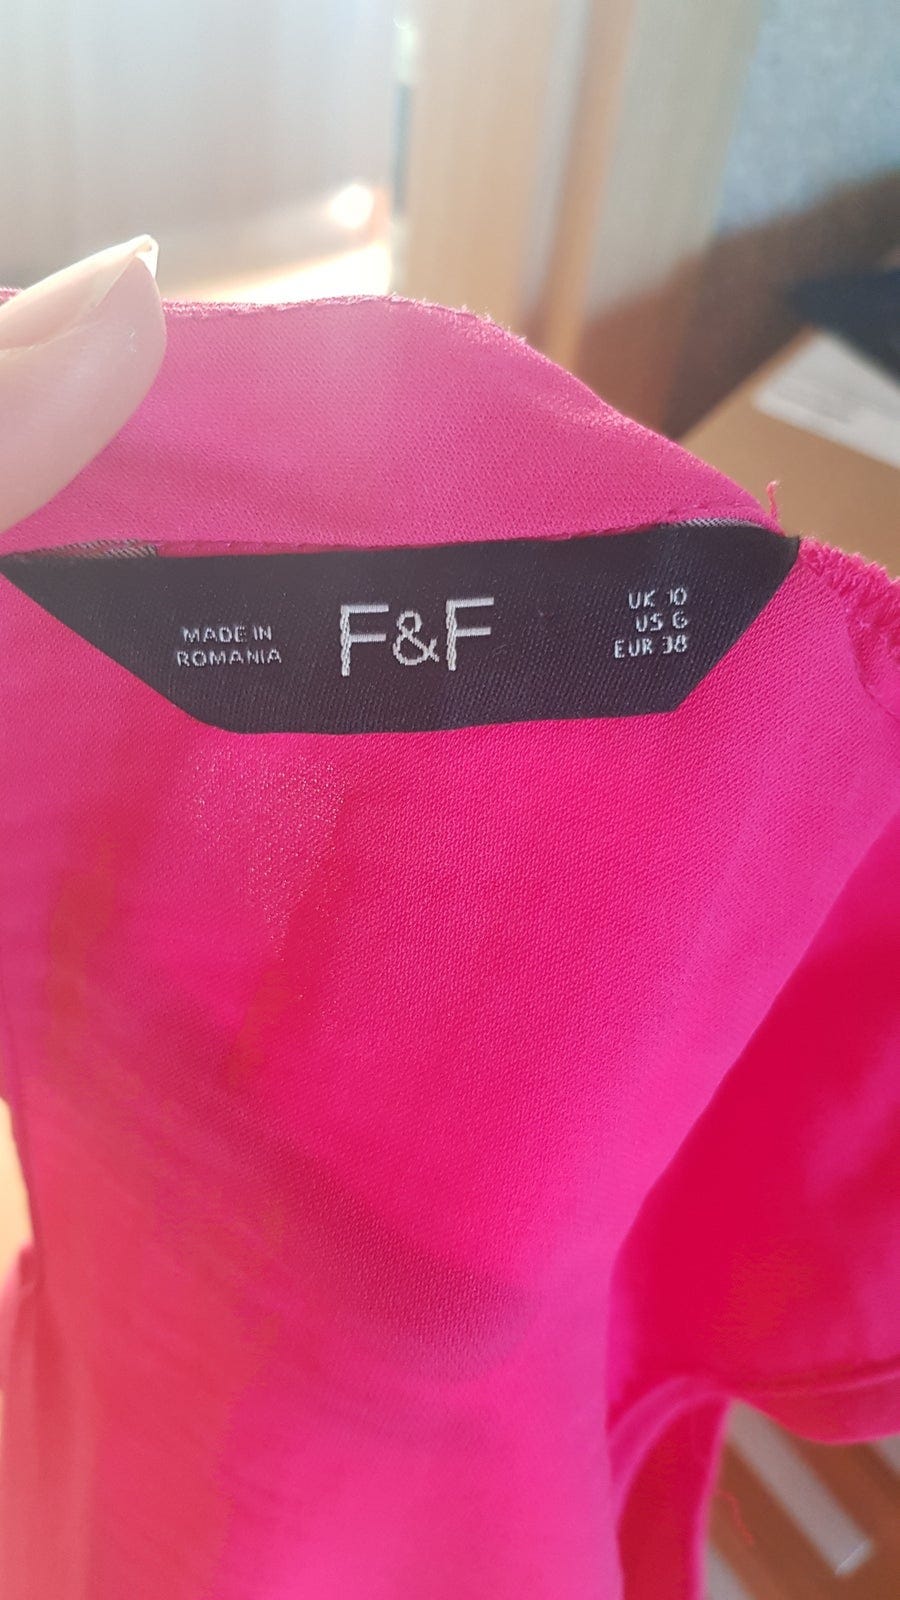 MADE IN
ROMANIA
F&F
UK 10
US 6
EUR 38